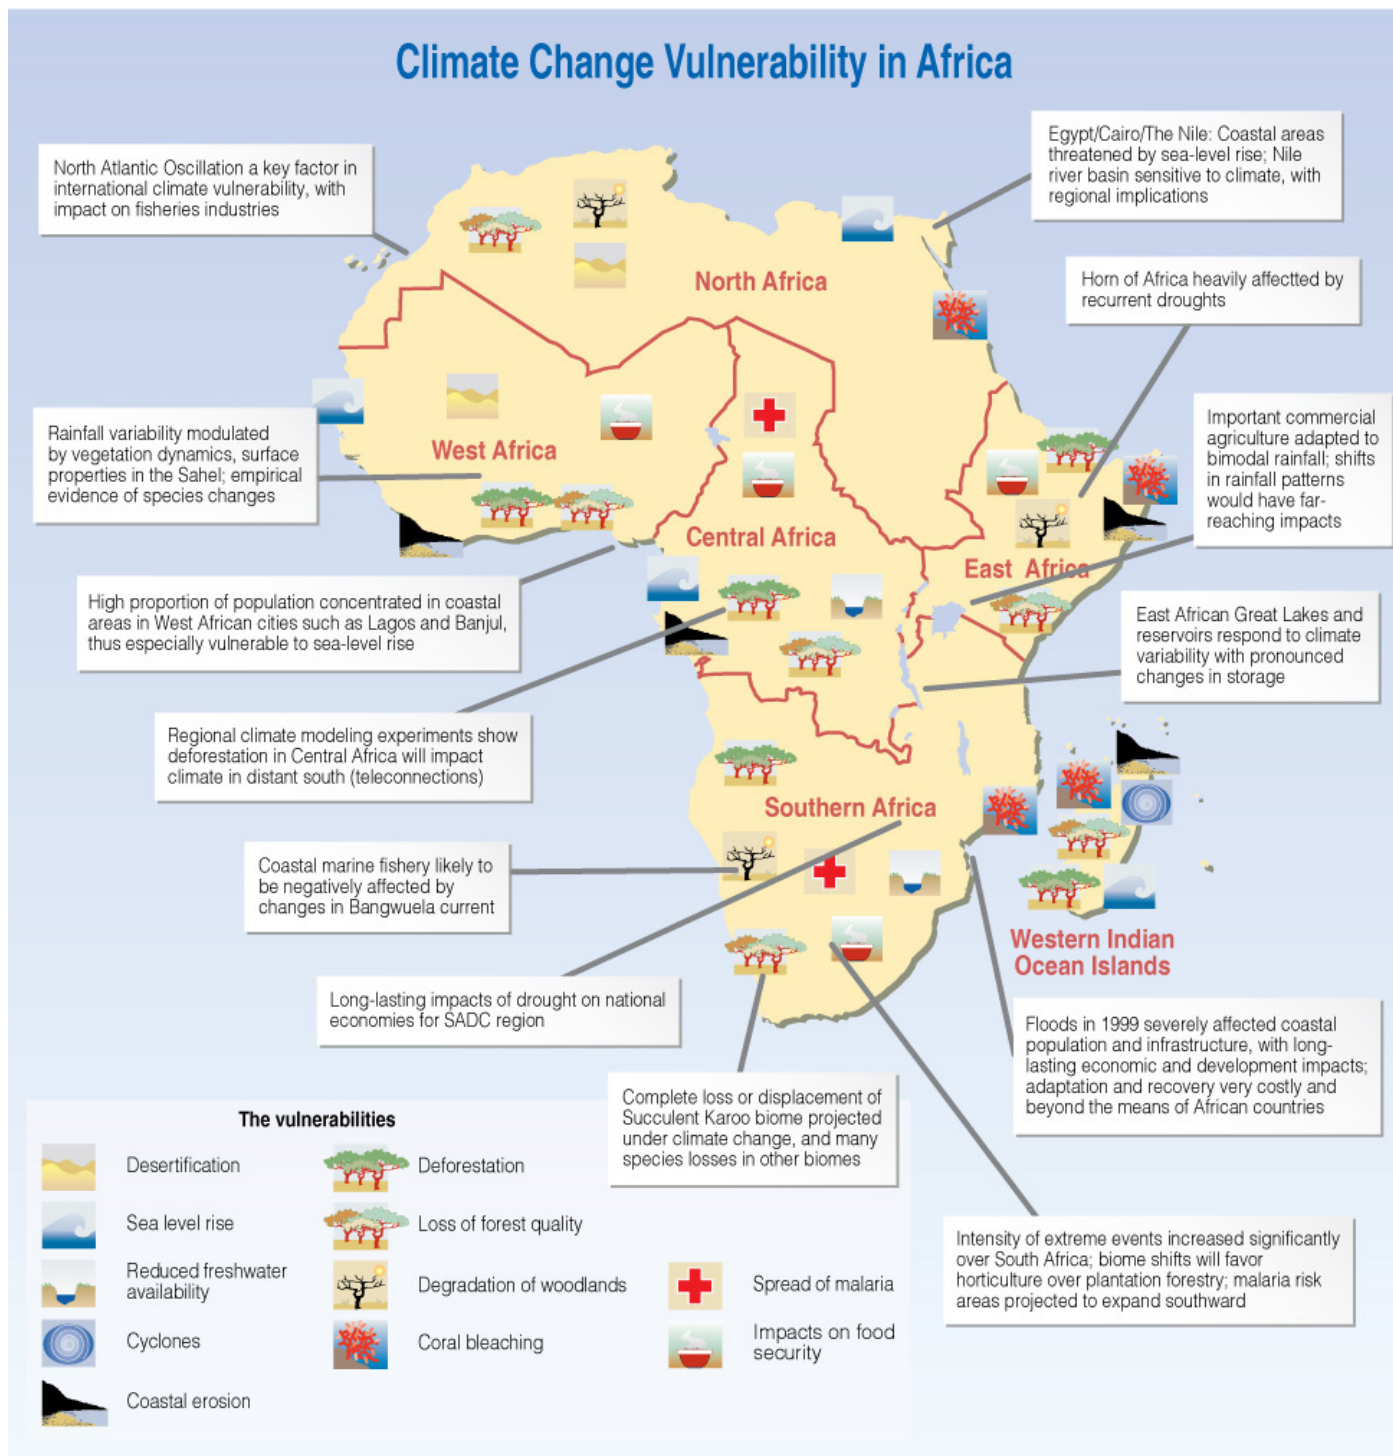 Climate Change Vulnerability in Africa
North Atlantic Oscillation a key factor in
international climate vulnerability, with
impact on fisheries industries
Egypt/Cairo/The Nile: Coastal areas
threatened by sea-level rise; Nile
river basin sensitive to climate, with
regional implications
North Africa
Horn of Africa heavily affectted by
recurrent droughts
Rainfall variability modulated
by vegetation dynamics, surface
properties in the Sahel; empirical
evidence of species changes
West Africa
Important commercial
agriculture adapted to
bimodal rainfall; shifts
in rainfall patterns
would have far-
reaching impacts
Central Africa
East Africa
High proportion of population concentrated in coastal
areas in West African cities such as Lagos and Banjul,
thus especially vulnerable to sea-level rise
East African Great Lakes and
reservoirs respond to climate
variability with pronounced
changes in storage
Regional climate modeling experiments show
deforestation in Central Africa will impact
climate in distant south (teleconnections)
Southern Africa
Coastal marine fishery likely to
be negatively affected by
changes in Bangwuela current
Western Indian
Ocean Islands
Long-lasting impacts of drought on national
economies for SADC region
Floods in 1999 severely affected coastal
population and infrastructure, with long-
lasting economic and development impacts;
adaptation and recovery very costly and
beyond the means of African countries
Complete loss or displacement of
Succulent Karoo biome projected
under climate change, and many
species losses in other biomes
Intensity of extreme events increased significantly
over South Africa; biome shifts will favor
horticulture over plantation forestry; malaria risk
areas projected to expand southward
The vulnerabilities
Desertification
Sea level rise
Reduced freshwater
availability
Cyclones
Coastal erosion
Deforestation
Loss of forest quality
Degradation of woodlands
Coral bleaching
Spread of malaria
Impacts on food
security